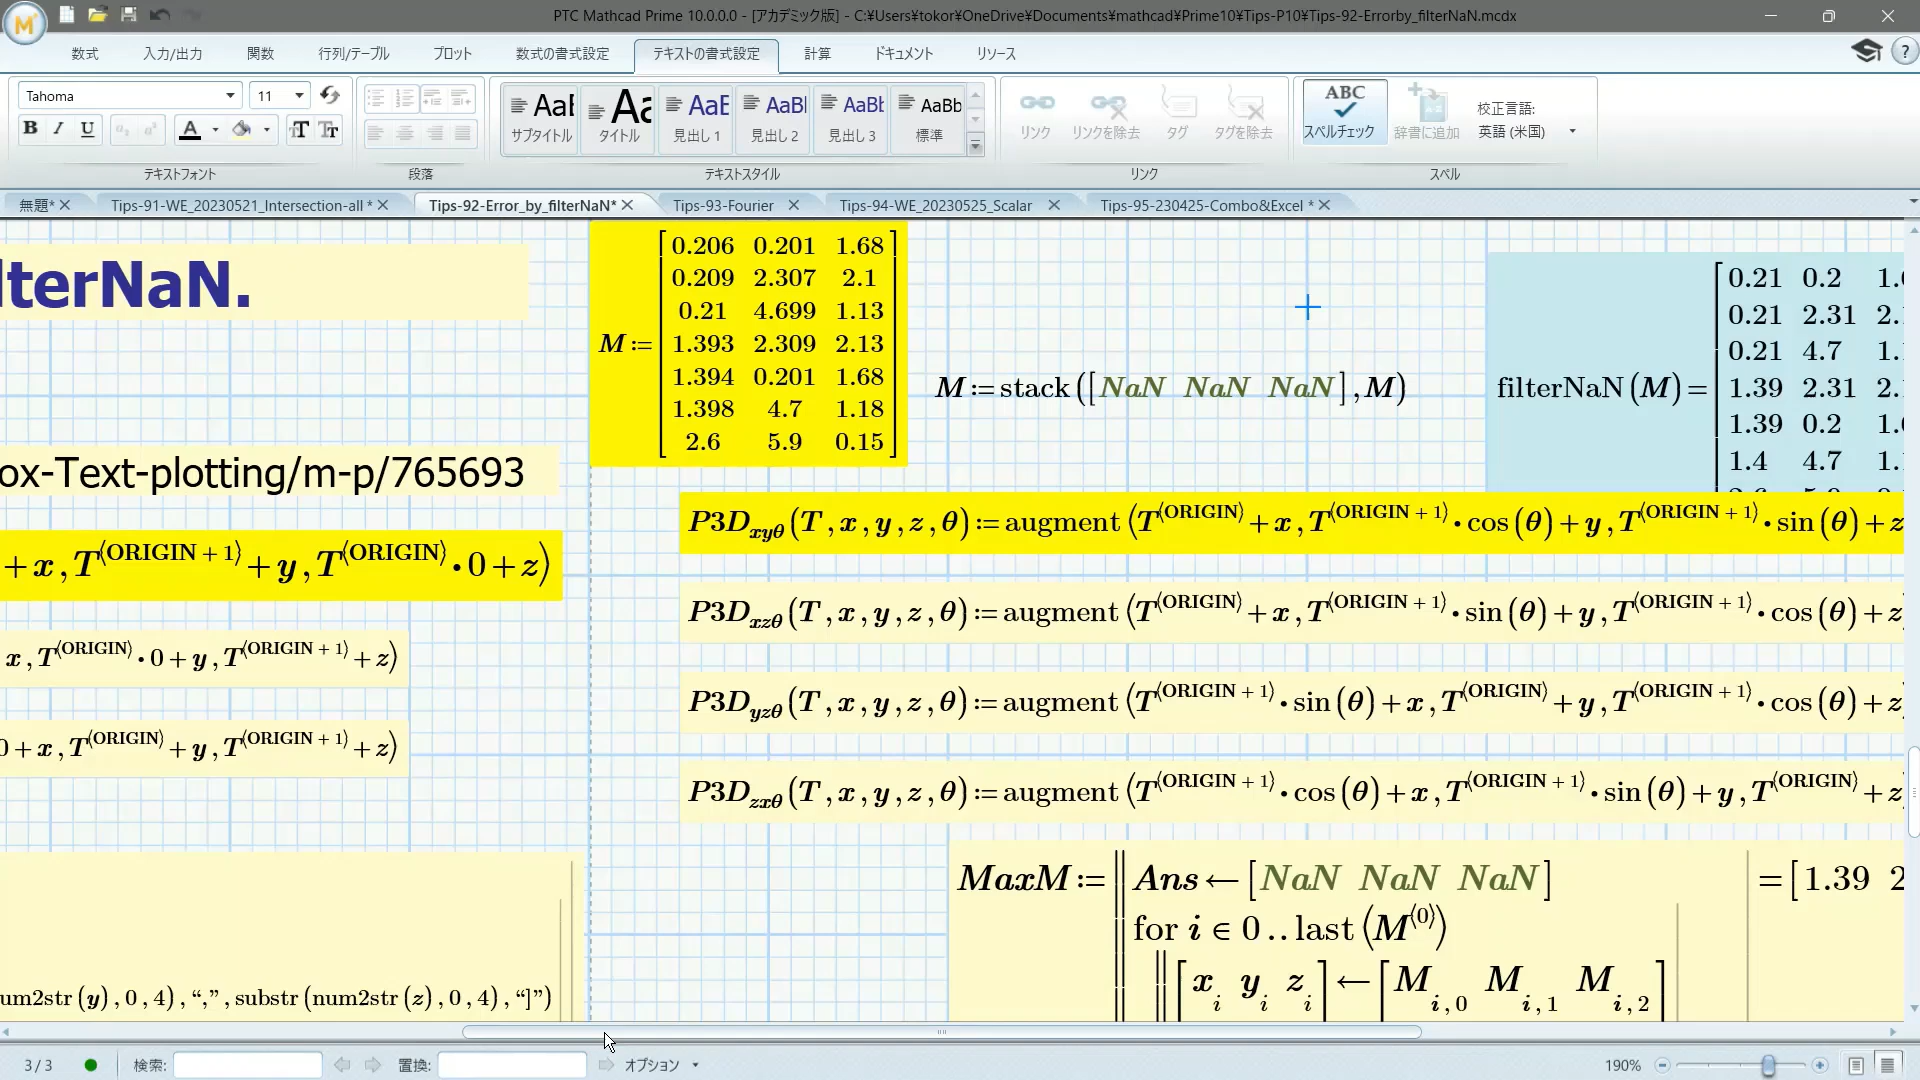 PTC Mathcad Prime 10.0.0.0 - [アカデミック版] - C:¥Users¥tokor¥OneDrive¥Documents¥mathcad¥Prime10¥Tips-P10¥Tips-92-Errorby_filterNaN.mcdx
数式 入力/出力 関数 行列/テーブル プロット 数式の書式設定 テキストの書式設定 計算 ドキュメント リソース
Tahoma 11
B I U
サブタイトル タイトル 見出し 1 見出し 2 見出し 3 標準
リンク リンクを除去 タグ タグを除去
ABC スペルチェック 辞書に追加 校正言語: 英語 (米国)
テキストフォント 段落 テキストスタイル リンク スペル
無題* Tips-91-WE_20230521_Intersection-all * Tips-92-Error_by_filterNaN* Tips-93-Fourier Tips-94-WE_20230525_Scalar Tips-95-230425-Combo&Excel *
lterNaN.
ox-Text-plotting/m-p/765693
+ x , T⟨ORIGIN + 1⟩ + y , T⟨ORIGIN⟩ • 0 + z)
x , T⟨ORIGIN⟩ • 0 + y , T⟨ORIGIN + 1⟩ + z)
0 + x , T⟨ORIGIN⟩ + y , T⟨ORIGIN + 1⟩ + z)
um2str (y) , 0 , 4) , “,” , substr (num2str (z) , 0 , 4) , “]”)
M :=
0.206 0.201 1.68
0.209 2.307 2.1
0.21 4.699 1.13
1.393 2.309 2.13
1.394 0.201 1.68
1.398 4.7 1.18
2.6 5.9 0.15
M := stack ([NaN NaN NaN] , M)
filterNaN (M) =
0.21 0.2
0.21 2.31 2.
0.21 4.7 1.
1.39 2.31 2.
1.39 0.2
1.4 4.7 1.
P3Dxyθ (T , x , y , z , θ) := augment (T⟨ORIGIN⟩ + x , T⟨ORIGIN + 1⟩ • cos (θ) + y , T⟨ORIGIN + 1⟩ • sin (θ) + z
P3Dxzθ (T , x , y , z , θ) := augment (T⟨ORIGIN⟩ + x , T⟨ORIGIN + 1⟩ • sin (θ) + y , T⟨ORIGIN + 1⟩ • cos (θ) + z
P3Dyzθ (T , x , y , z , θ) := augment (T⟨ORIGIN + 1⟩ • sin (θ) + x , T⟨ORIGIN⟩ + y , T⟨ORIGIN + 1⟩ • cos (θ) + z
P3Dzxθ (T , x , y , z , θ) := augment (T⟨ORIGIN + 1⟩ • cos (θ) + x , T⟨ORIGIN + 1⟩ • sin (θ) + y , T⟨ORIGIN⟩ + z
MaxM := Ans ← [NaN NaN NaN] = [1.39 2
for i ∈ 0 .. last (M⟨0⟩)
[x i y i z i] ← [M i,0 M i,1 M i,2]
3 / 3 検索: 置換: オプション 190%